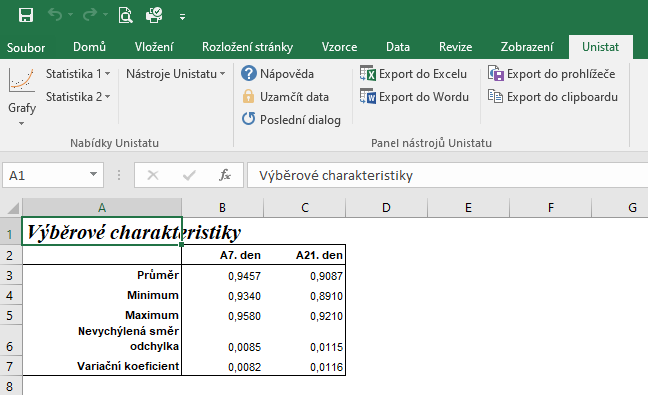 Soubor Domů Vložení Rozložení stránky Vzorce Data Revize Zobrazení Unistat
Grafy
Statistika 1
Statistika 2
Nabídky Unistatu
Nástroje Unistatu
Nápověda
Uzamčít data
Poslední dialog
Export do Excelu
Export do Wordu
Export do prohlížeče
Export do clipboardu
Panel nástrojů Unistatu
A1 fx Výběrové charakteristiky
A B C D E F G
1 Výběrové charakteristiky
2 A7. den A21. den
3 Průměr 0,9457 0,9087
4 Minimum 0,9340 0,8910
5 Maximum 0,9580 0,9210
Nevychýlená směr
6 odchylka 0,0085 0,0115
7 Variační koeficient 0,0082 0,0116
8